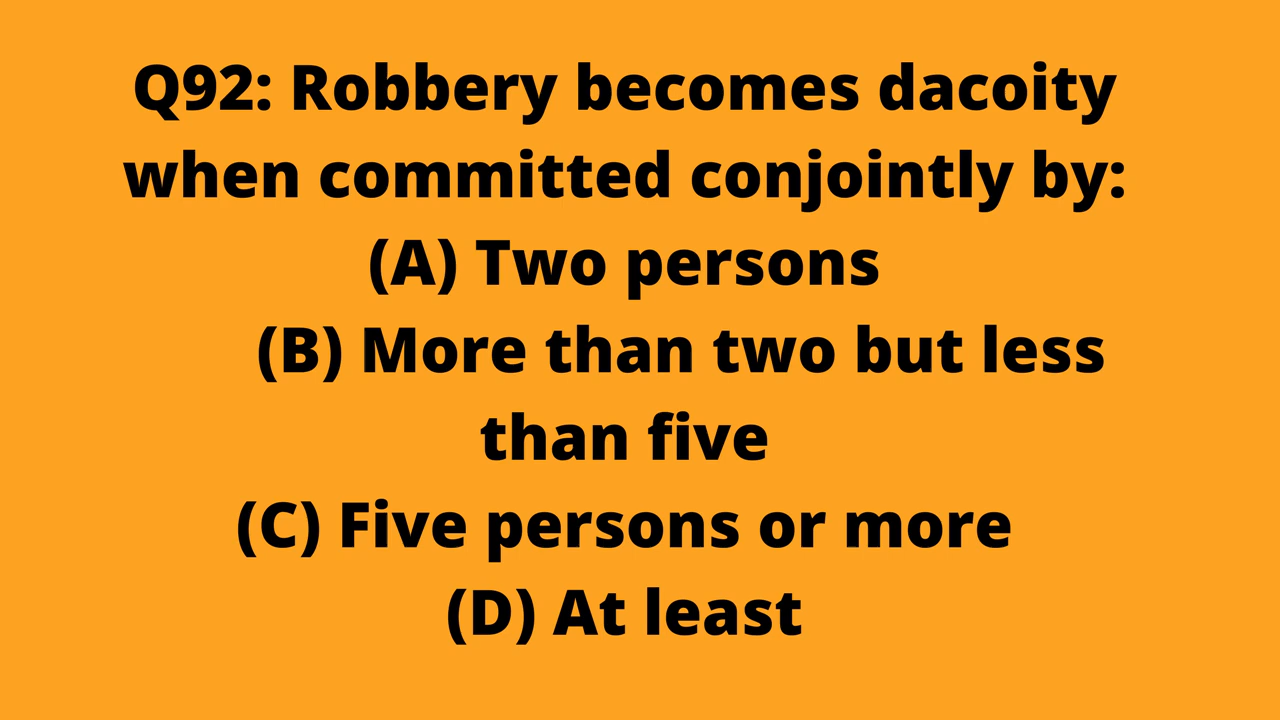 Q92: Robbery becomes dacoity
when committed conjointly by:
(A) Two persons
(B) More than two but less
than five
(C) Five persons or more
(D) At least